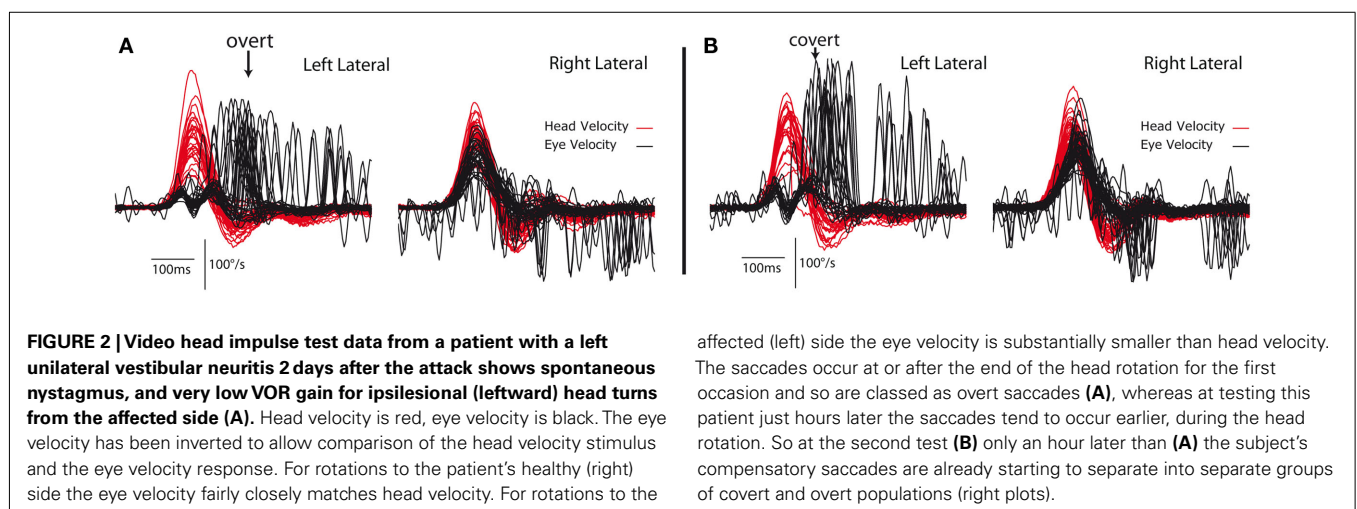 A
overt
Left Lateral
Right Lateral
Head Velocity
Eye Velocity
100ms
100°/s
B
covert
Left Lateral
Right Lateral
Head Velocity
Eye Velocity
100ms
100°/s
FIGURE 2 | Video head impulse test data from a patient with a left
unilateral vestibular neuritis 2 days after the attack shows spontaneous
nystagmus, and very low VOR gain for ipsilesional (leftward) head turns
from the affected side (A). Head velocity is red, eye velocity is black. The eye
velocity has been inverted to allow comparison of the head velocity stimulus
and the eye velocity response. For rotations to the patient's healthy (right)
side the eye velocity fairly closely matches head velocity. For rotations to the
affected (left) side the eye velocity is substantially smaller than head velocity.
The saccades occur at or after the end of the head rotation for the first
occasion and so are classed as overt saccades (A), whereas at testing this
patient just hours later the saccades tend to occur earlier, during the head
rotation. So at the second test (B) only an hour later than (A) the subject's
compensatory saccades are already starting to separate into separate groups
of covert and overt populations (right plots).